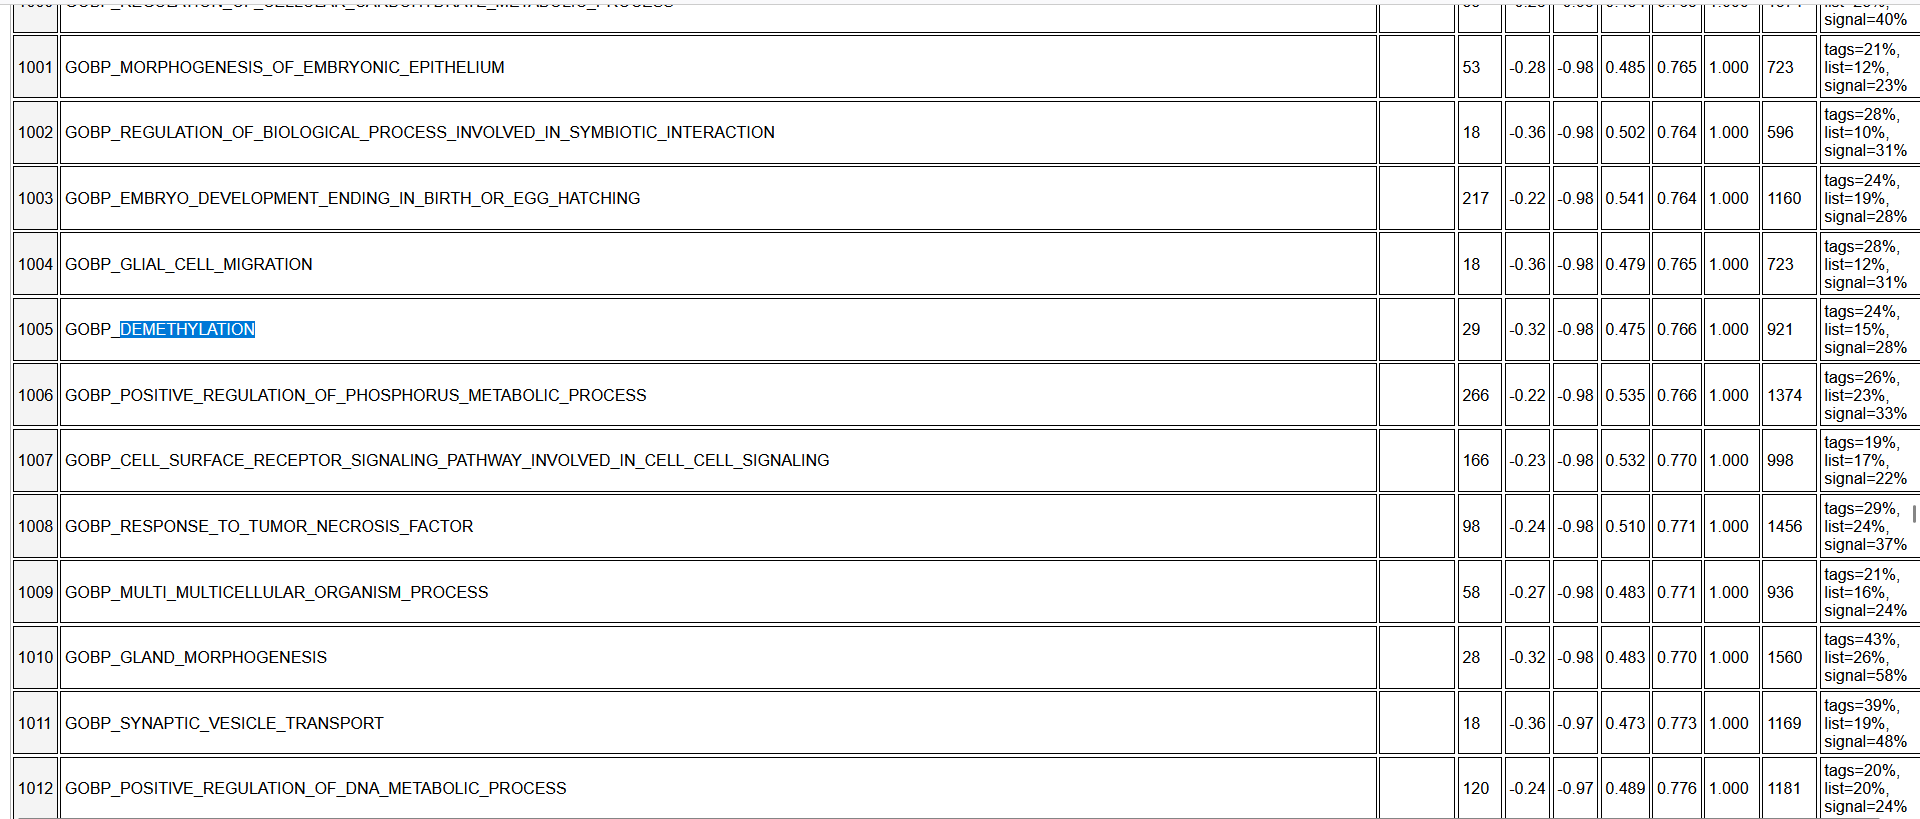 signal=40%
1001 GOBP_MORPHOGENESIS_OF_EMBRYONIC_EPITHELIUM 53 -0.28 -0.98 0.485 0.765 1.000 723 tags=21%, list=12%, signal=23%
1002 GOBP_REGULATION_OF_BIOLOGICAL_PROCESS_INVOLVED_IN_SYMBIOTIC_INTERACTION 18 -0.36 -0.98 0.502 0.764 1.000 596 tags=28%, list=10%, signal=31%
1003 GOBP_EMBRYO_DEVELOPMENT_ENDING_IN_BIRTH_OR_EGG_HATCHING 217 -0.22 -0.98 0.541 0.764 1.000 1160 tags=24%, list=19%, signal=28%
1004 GOBP_GLIAL_CELL_MIGRATION 18 -0.36 -0.98 0.479 0.765 1.000 723 tags=28%, list=12%, signal=31%
1005 GOBP_DEMETHYLATION 29 -0.32 -0.98 0.475 0.766 1.000 921 tags=24%, list=15%, signal=28%
1006 GOBP_POSITIVE_REGULATION_OF_PHOSPHORUS_METABOLIC_PROCESS 266 -0.22 -0.98 0.535 0.766 1.000 1374 tags=26%, list=23%, signal=33%
1007 GOBP_CELL_SURFACE_RECEPTOR_SIGNALING_PATHWAY_INVOLVED_IN_CELL_CELL_SIGNALING 166 -0.23 -0.98 0.532 0.770 1.000 998 tags=19%, list=17%, signal=22%
1008 GOBP_RESPONSE_TO_TUMOR_NECROSIS_FACTOR 98 -0.24 -0.98 0.510 0.771 1.000 1456 tags=29%, list=24%, signal=37%
1009 GOBP_MULTI_MULTICELLULAR_ORGANISM_PROCESS 58 -0.27 -0.98 0.483 0.771 1.000 936 tags=21%, list=16%, signal=24%
1010 GOBP_GLAND_MORPHOGENESIS 28 -0.32 -0.98 0.483 0.770 1.000 1560 tags=43%, list=26%, signal=58%
1011 GOBP_SYNAPTIC_VESICLE_TRANSPORT 18 -0.36 -0.97 0.473 0.773 1.000 1169 tags=39%, list=19%, signal=48%
1012 GOBP_POSITIVE_REGULATION_OF_DNA_METABOLIC_PROCESS 120 -0.24 -0.97 0.489 0.776 1.000 1181 tags=20%, list=20%, signal=24%